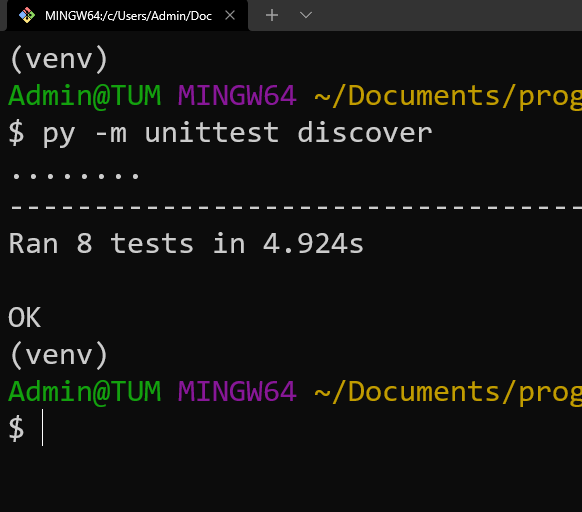 MINGW64:/c/Users/Admin/Doc
(venv)
Admin@TUM MINGW64 ~/Documents/prog
$ py -m unittest discover
........
-----------------------------------
Ran 8 tests in 4.924s
OK
(venv)
Admin@TUM MINGW64 ~/Documents/prog
$